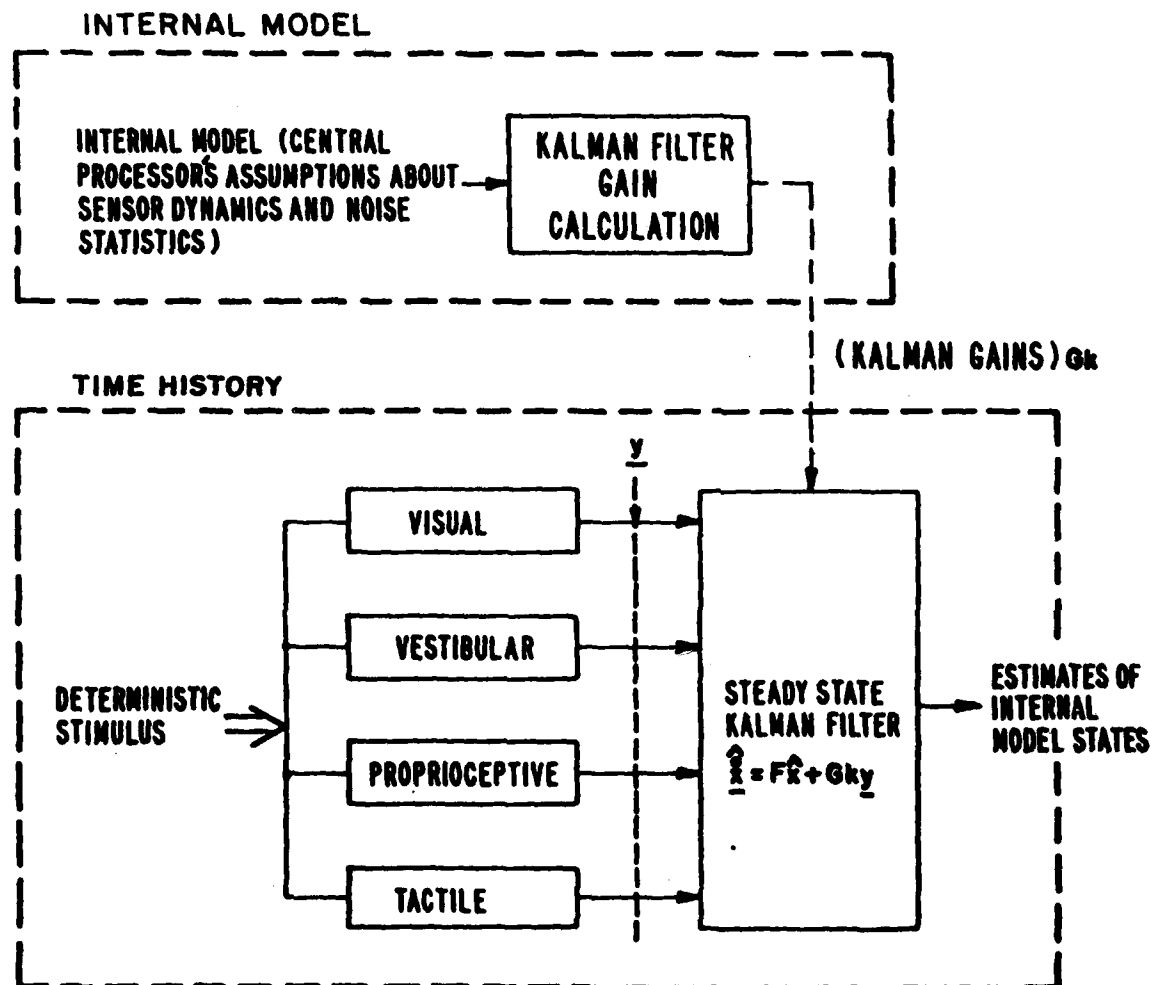 INTERNAL MODEL
INTERNAL MODEL (CENTRAL
PROCESSOR'S ASSUMPTIONS ABOUT
SENSOR DYNAMICS AND NOISE
STATISTICS)
KALMAN FILTER
GAIN
CALCULATION
(KALMAN GAINS) Gk
TIME HISTORY
y
VISUAL
VESTIBULAR
PROPRIOCEPTIVE
TACTILE
DETERMINISTIC
STIMULUS
STEADY STATE
KALMAN FILTER
x̂̇ = Fx̂ + Gky
ESTIMATES OF
INTERNAL
MODEL STATES